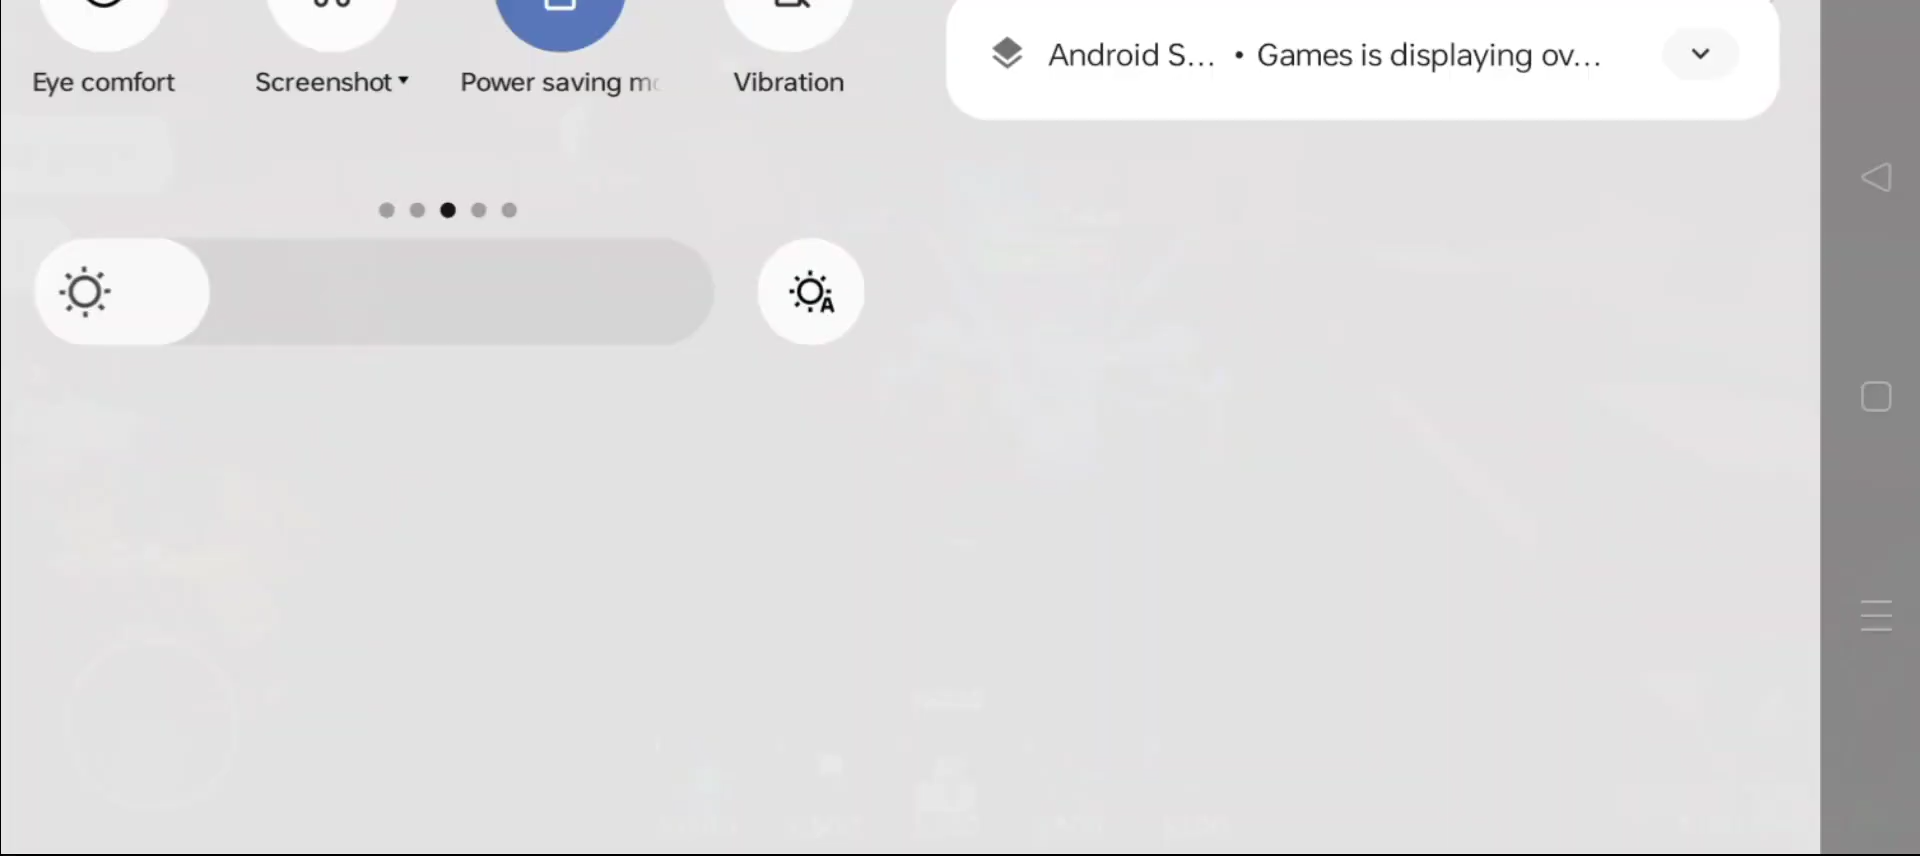 Eye comfort
Screenshot
Power saving
Vibration
Android S... • Games is displaying ov...
A